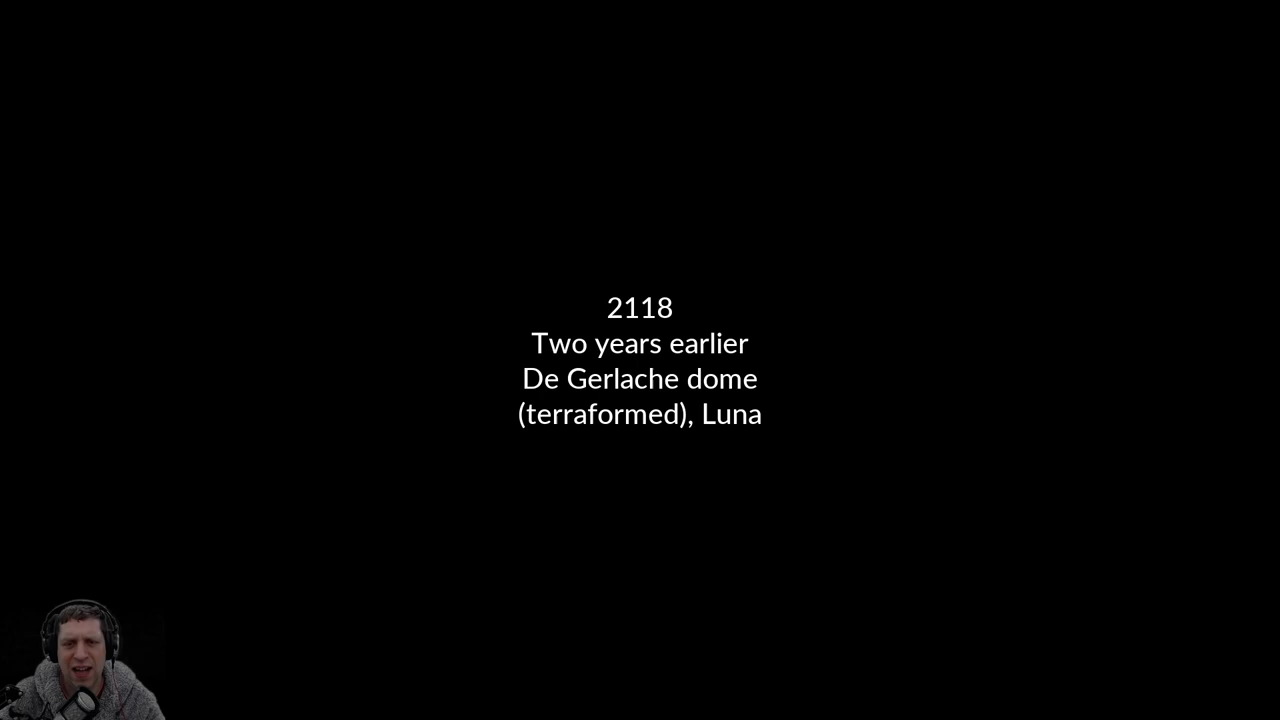 2118
Two years earlier
De Gerlache dome
(terraformed), Luna